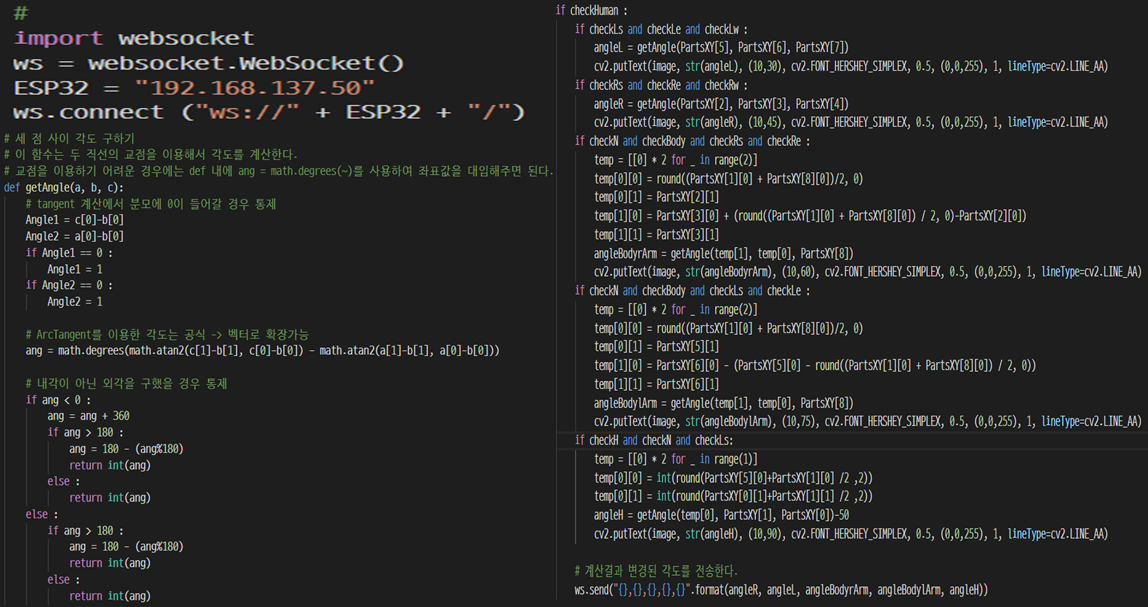 #
import websocket
ws = websocket.WebSocket()
ESP32 = "192.168.137.50"
ws.connect ("ws://" + ESP32 + "/")
# 세 점 사이 각도 구하기
# 이 함수는 두 직선의 교점을 이용해서 각도를 계산한다.
# 교점을 이용하기 어려운 경우에는 def 내에 ang = math.degrees(~)를 사용하여 좌표값을 대입해주면 된다.
def getAngle(a, b, c):
# tangent 계산에서 분모에 0이 들어갈 경우 통제
Angle1 = c[0]-b[0]
Angle2 = a[0]-b[0]
if Angle1 == 0 :
Angle1 = 1
if Angle2 == 0 :
Angle2 = 1
# ArcTangent를 이용한 각도는 공식 -> 벡터로 확장가능
ang = math.degrees(math.atan2(c[1]-b[1], c[0]-b[0]) - math.atan2(a[1]-b[1], a[0]-b[0]))
# 내각이 아닌 외각을 구했을 경우 통제
if ang < 0 :
ang = ang + 360
if ang > 180 :
ang = 180 - (ang%180)
return int(ang)
else :
return int(ang)
else :
if ang > 180 :
ang = 180 - (ang%180)
return int(ang)
else :
return int(ang)
if checkHuman :
if checkLs and checkLe and checkLw :
angleL = getAngle(PartsXY[5], PartsXY[6], PartsXY[7])
cv2.putText(image, str(angleL), (10,30), cv2.FONT_HERSHEY_SIMPLEX, 0.5, (0,0,255), 1, lineType=cv2.LINE_AA)
if checkRs and checkRe and checkRw :
angleR = getAngle(PartsXY[2], PartsXY[3], PartsXY[4])
cv2.putText(image, str(angleR), (10,45), cv2.FONT_HERSHEY_SIMPLEX, 0.5, (0,0,255), 1, lineType=cv2.LINE_AA)
if checkN and checkBody and checkRs and checkRe :
temp = [[0] * 2 for _ in range(2)]
temp[0][0] = round((PartsXY[1][0] + PartsXY[8][0])/2, 0)
temp[0][1] = PartsXY[2][1]
temp[1][0] = PartsXY[3][0] + (round((PartsXY[1][0] + PartsXY[8][0]) / 2, 0)-PartsXY[2][0])
temp[1][1] = PartsXY[3][1]
angleBodyrArm = getAngle(temp[1], temp[0], PartsXY[8])
cv2.putText(image, str(angleBodyrArm), (10,60), cv2.FONT_HERSHEY_SIMPLEX, 0.5, (0,0,255), 1, lineType=cv2.LINE_AA)
if checkN and checkBody and checkLs and checkLe :
temp = [[0] * 2 for _ in range(2)]
temp[0][0] = round((PartsXY[1][0] + PartsXY[8][0])/2, 0)
temp[0][1] = PartsXY[5][1]
temp[1][0] = PartsXY[6][0] - (PartsXY[5][0] - round((PartsXY[1][0] + PartsXY[8][0]) / 2, 0))
temp[1][1] = PartsXY[6][1]
angleBodylArm = getAngle(temp[1], temp[0], PartsXY[8])
cv2.putText(image, str(angleBodylArm), (10,75), cv2.FONT_HERSHEY_SIMPLEX, 0.5, (0,0,255), 1, lineType=cv2.LINE_AA)
if checkH and checkN and checkLs:
temp = [[0] * 2 for _ in range(1)]
temp[0][0] = int(round(PartsXY[5][0]+PartsXY[1][0] /2 ,2))
temp[0][1] = int(round(PartsXY[0][1]+PartsXY[1][1] /2 ,2))
angleH = getAngle(temp[0], PartsXY[1], PartsXY[0])-50
cv2.putText(image, str(angleH), (10,90), cv2.FONT_HERSHEY_SIMPLEX, 0.5, (0,0,255), 1, lineType=cv2.LINE_AA)
# 계산결과 변경된 각도를 전송한다.
ws.send("{},{},{},{},{}".format(angleR, angleL, angleBodyrArm, angleBodylArm, angleH))